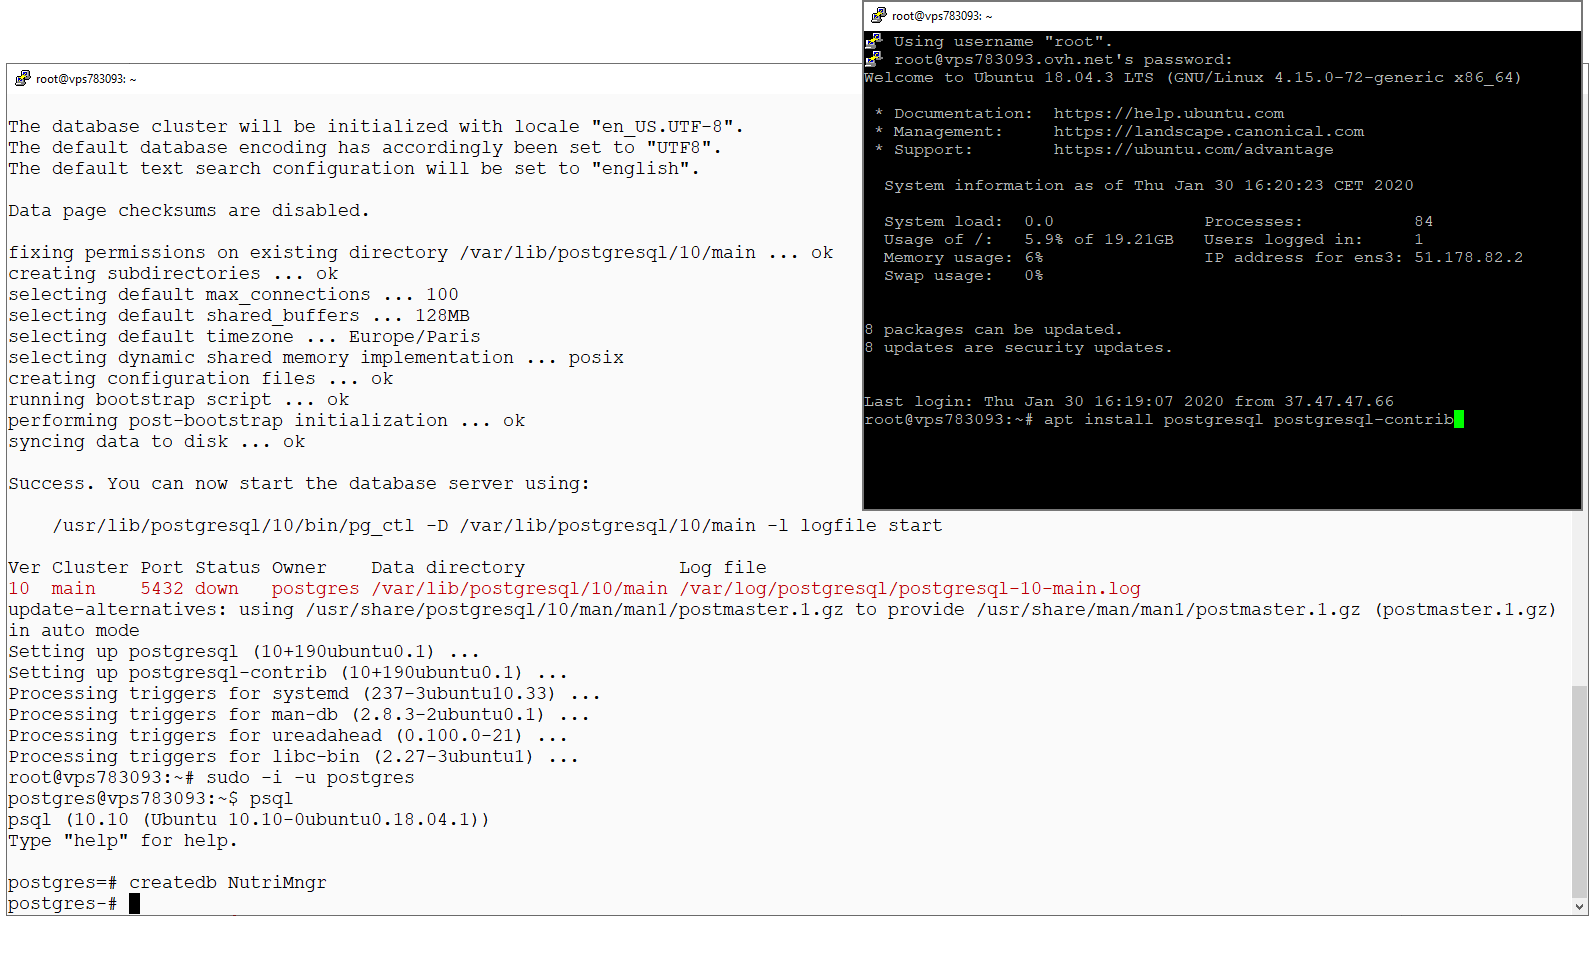 root@vps783093: ~
Using username "root".
root@vps783093.ovh.net's password:
Welcome to Ubuntu 18.04.3 LTS (GNU/Linux 4.15.0-72-generic x86_64)
* Documentation:  https://help.ubuntu.com
* Management:     https://landscape.canonical.com
* Support:        https://ubuntu.com/advantage
System information as of Thu Jan 30 16:20:23 CET 2020
System load:  0.0               Processes:           84
Usage of /:   5.9% of 19.21GB   Users logged in:     1
Memory usage: 6%                IP address for ens3: 51.178.82.2
Swap usage:   0%
8 packages can be updated.
8 updates are security updates.
Last login: Thu Jan 30 16:19:07 2020 from 37.47.47.66
root@vps783093:~# apt install postgresql postgresql-contrib
root@vps783093: ~
The database cluster will be initialized with locale "en_US.UTF-8".
The default database encoding has accordingly been set to "UTF8".
The default text search configuration will be set to "english".
Data page checksums are disabled.
fixing permissions on existing directory /var/lib/postgresql/10/main ... ok
creating subdirectories ... ok
selecting default max_connections ... 100
selecting default shared_buffers ... 128MB
selecting default timezone ... Europe/Paris
selecting dynamic shared memory implementation ... posix
creating configuration files ... ok
running bootstrap script ... ok
performing post-bootstrap initialization ... ok
syncing data to disk ... ok
Success. You can now start the database server using:
/usr/lib/postgresql/10/bin/pg_ctl -D /var/lib/postgresql/10/main -l logfile start
Ver Cluster Port Status Owner    Data directory              Log file
10  main    5432 down   postgres /var/lib/postgresql/10/main /var/log/postgresql/postgresql-10-main.log
update-alternatives: using /usr/share/postgresql/10/man/man1/postmaster.1.gz to provide /usr/share/man/man1/postmaster.1.gz (postmaster.1.gz)
in auto mode
Setting up postgresql (10+190ubuntu0.1) ...
Setting up postgresql-contrib (10+190ubuntu0.1) ...
Processing triggers for systemd (237-3ubuntu10.33) ...
Processing triggers for man-db (2.8.3-2ubuntu0.1) ...
Processing triggers for ureadahead (0.100.0-21) ...
Processing triggers for libc-bin (2.27-3ubuntu1) ...
root@vps783093:~# sudo -i -u postgres
postgres@vps783093:~$ psql
psql (10.10 (Ubuntu 10.10-0ubuntu0.18.04.1))
Type "help" for help.
postgres=# createdb NutriMngr
postgres-#